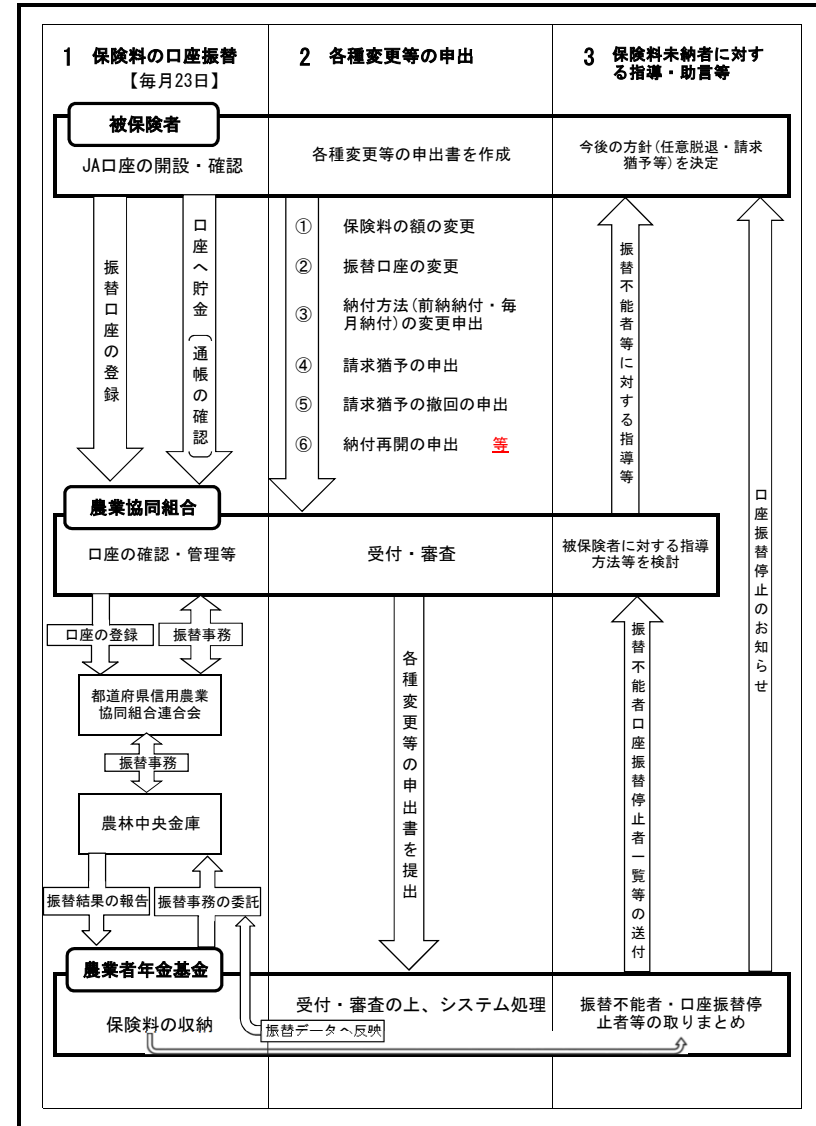 1 保険料の口座振替
【毎月23日】
2 各種変更等の申出
3 保険料未納者に対す
る指導・助言等
被保険者
JA口座の開設・確認
各種変更等の申出書を作成
今後の方針(任意脱退・請求
猶予等)を決定
振替口座の登録
口座へ貯金(通帳の確認)
① 保険料の額の変更
② 振替口座の変更
③ 納付方法(前納納付・毎
月納付)の変更申出
④ 請求猶予の申出
⑤ 請求猶予の撤回の申出
⑥ 納付再開の申出 等
振替不能者等に対する指導等
口座振替停止のお知らせ
農業協同組合
口座の確認・管理等
受付・審査
被保険者に対する指導
方法等を検討
口座の登録
振替事務
都道府県信用農業
協同組合連合会
振替事務
農林中央金庫
振替結果の報告
振替事務の委託
各種変更等の申出書を提出
振替不能者口座振替停止者一覧等の送付
農業者年金基金
保険料の収納
受付・審査の上、システム処理
振替データへ反映
振替不能者・口座振替停
止者等の取りまとめ